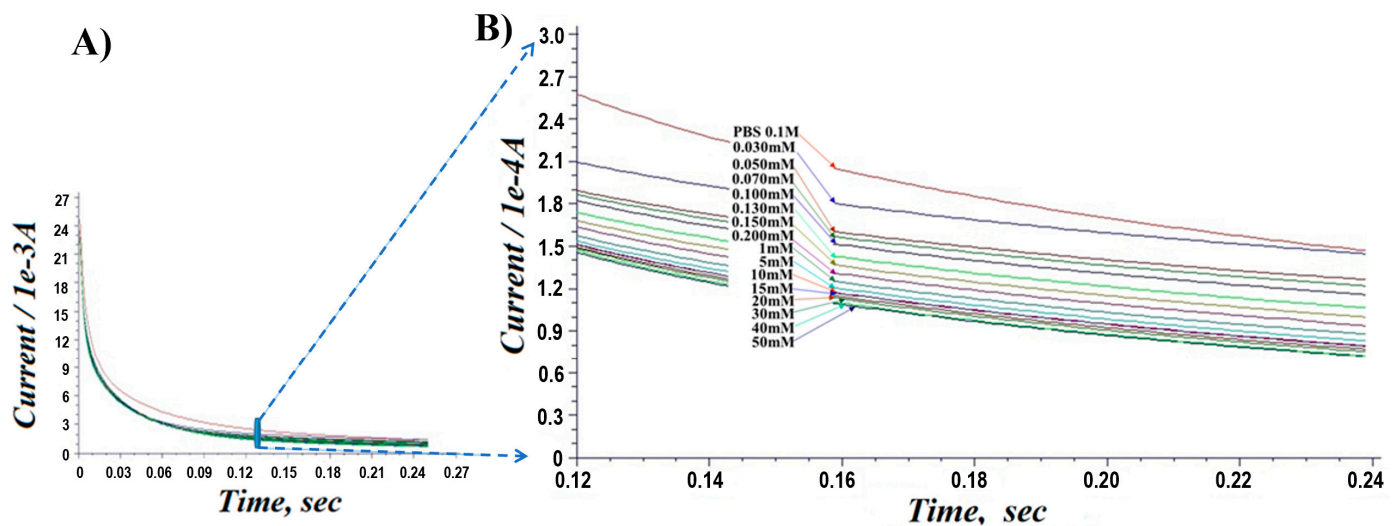 A)
27
24
21
18
15
12
9
6
3
0
Current / 1e-3A
0 0.03 0.06 0.09 0.12 0.15 0.18 0.21 0.24 0.27
Time, sec
B)
3.0
2.7
2.4
2.1
1.8
1.5
1.2
0.9
0.6
0.3
0
Current / 1e-4A
PBS 0.1M
0.030mM
0.050mM
0.070mM
0.100mM
0.130mM
0.150mM
0.200mM
1mM
5mM
10mM
15mM
20mM
30mM
40mM
50mM
0.12 0.14 0.16 0.18 0.20 0.22 0.24
Time, sec